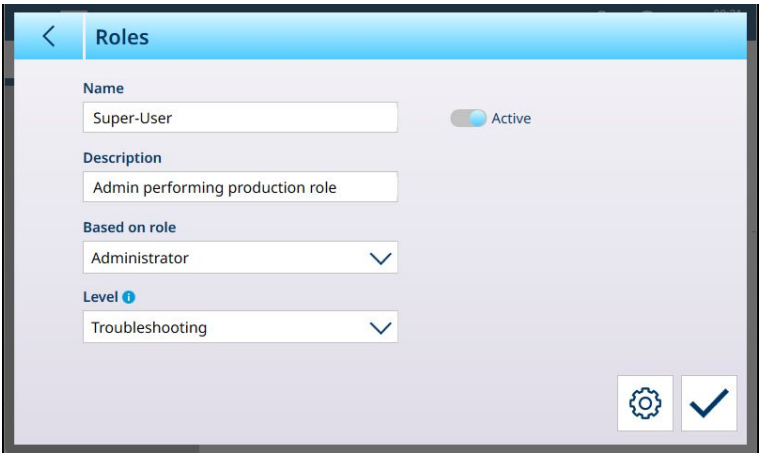 Roles
Name
Super-User
Active
Description
Admin performing production role
Based on role
Administrator
Level
Troubleshooting